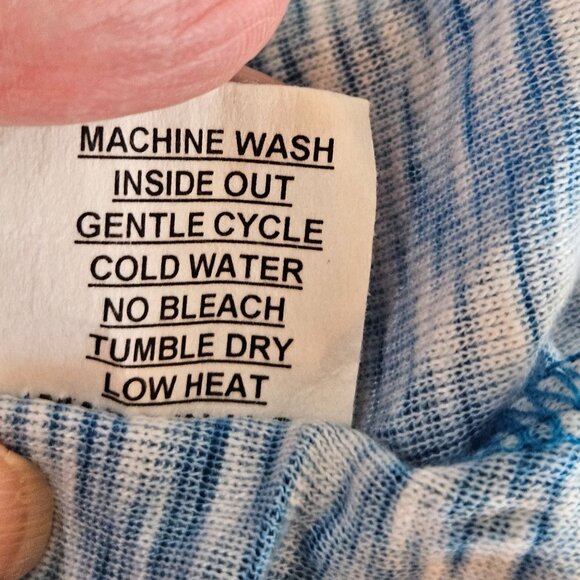 MACHINE WASH
INSIDE OUT
GENTLE CYCLE
COLD WATER
NO BLEACH
TUMBLE DRY
LOW HEAT